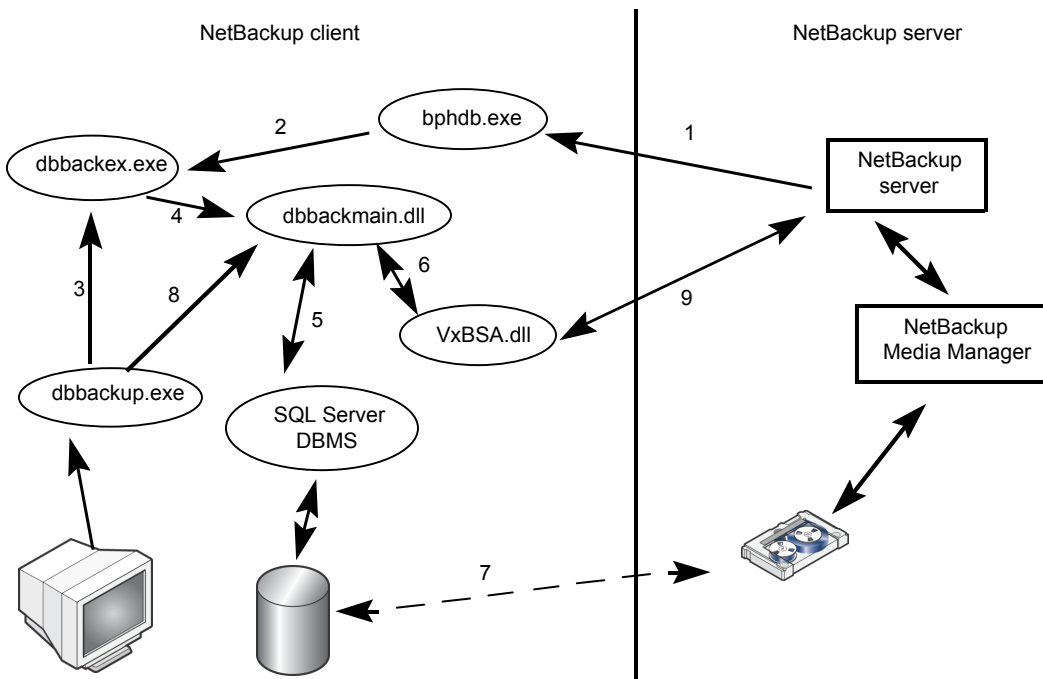 NetBackup client
NetBackup server
bphdb.exe
2
1
dbbackex.exe
NetBackup
server
4
dbbackmain.dll
6
3
8
5
9
VxBSA.dll
NetBackup
Media Manager
dbbackup.exe
SQL Server
DBMS
7